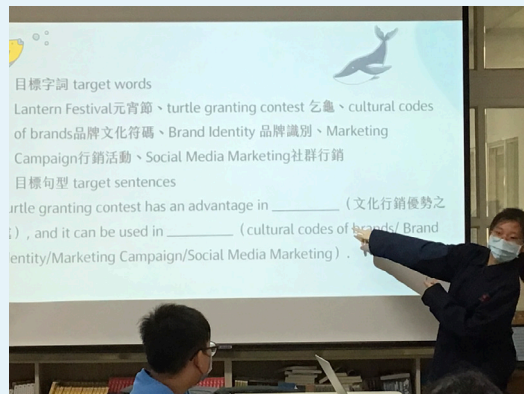 目標字詞 target words
Lantern Festival元宵節、turtle granting contest 乞龜、cultural codes
of brands品牌文化符碼、Brand Identity 品牌識別、Marketing
Campaign行銷活動、Social Media Marketing社群行銷
目標句型 target sentences
urtle granting contest has an advantage in ________（文化行銷優勢之
）, and it can be used in ________（cultural codes of brands/ Brand
entity/Marketing Campaign/Social Media Marketing）.